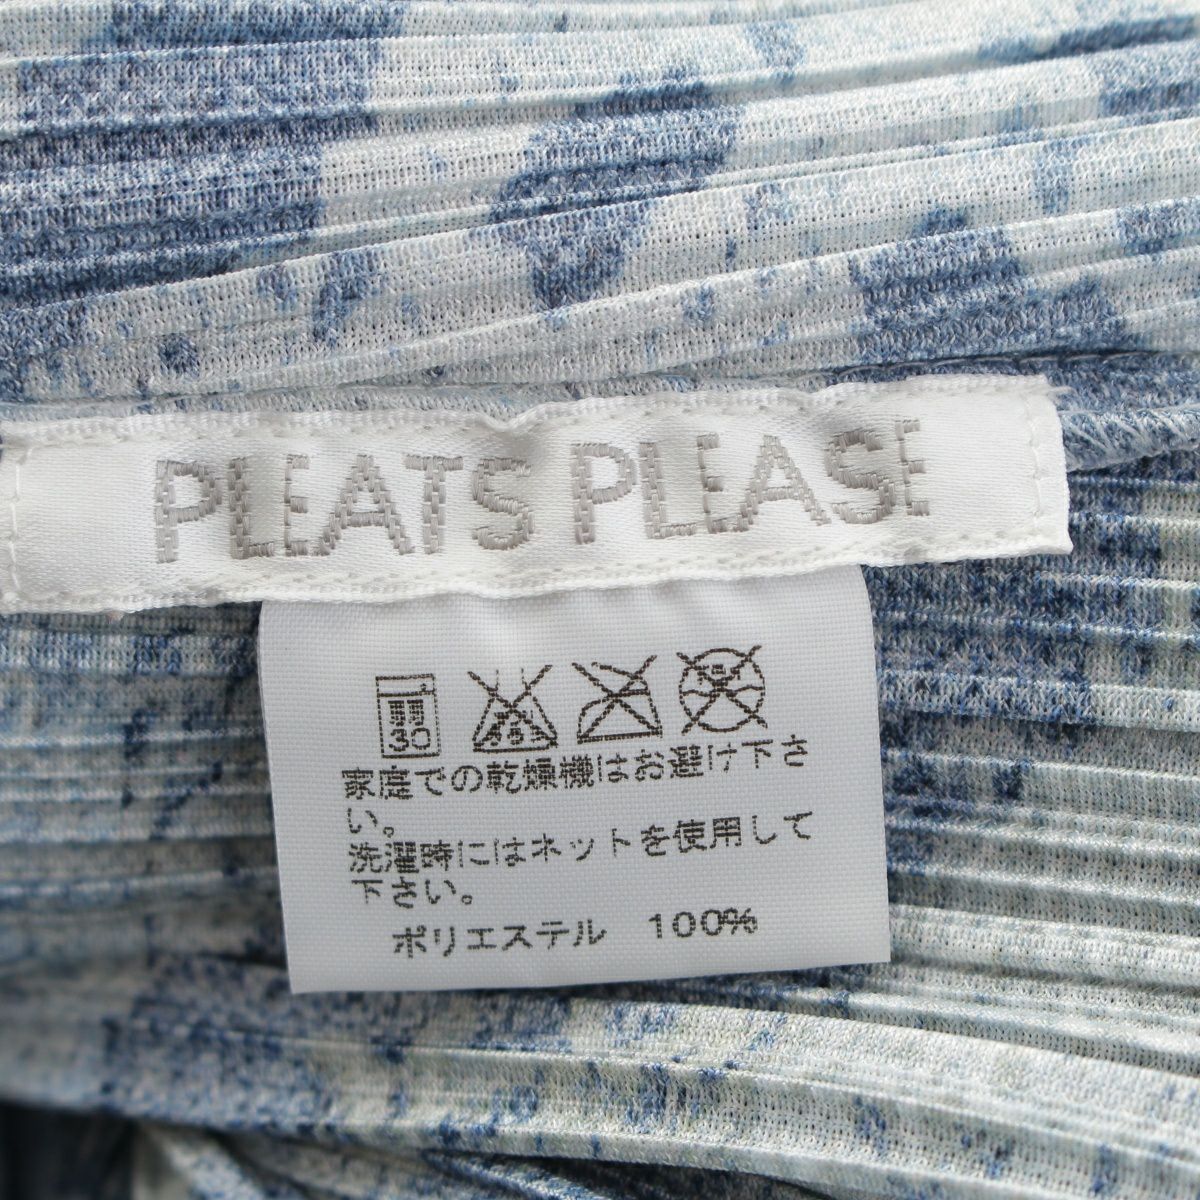 PLEATS PLEASE
30
家庭での乾燥機はお避け下さ
い。
洗濯時にはネットを使用して
下さい。
ポリエステル 100%